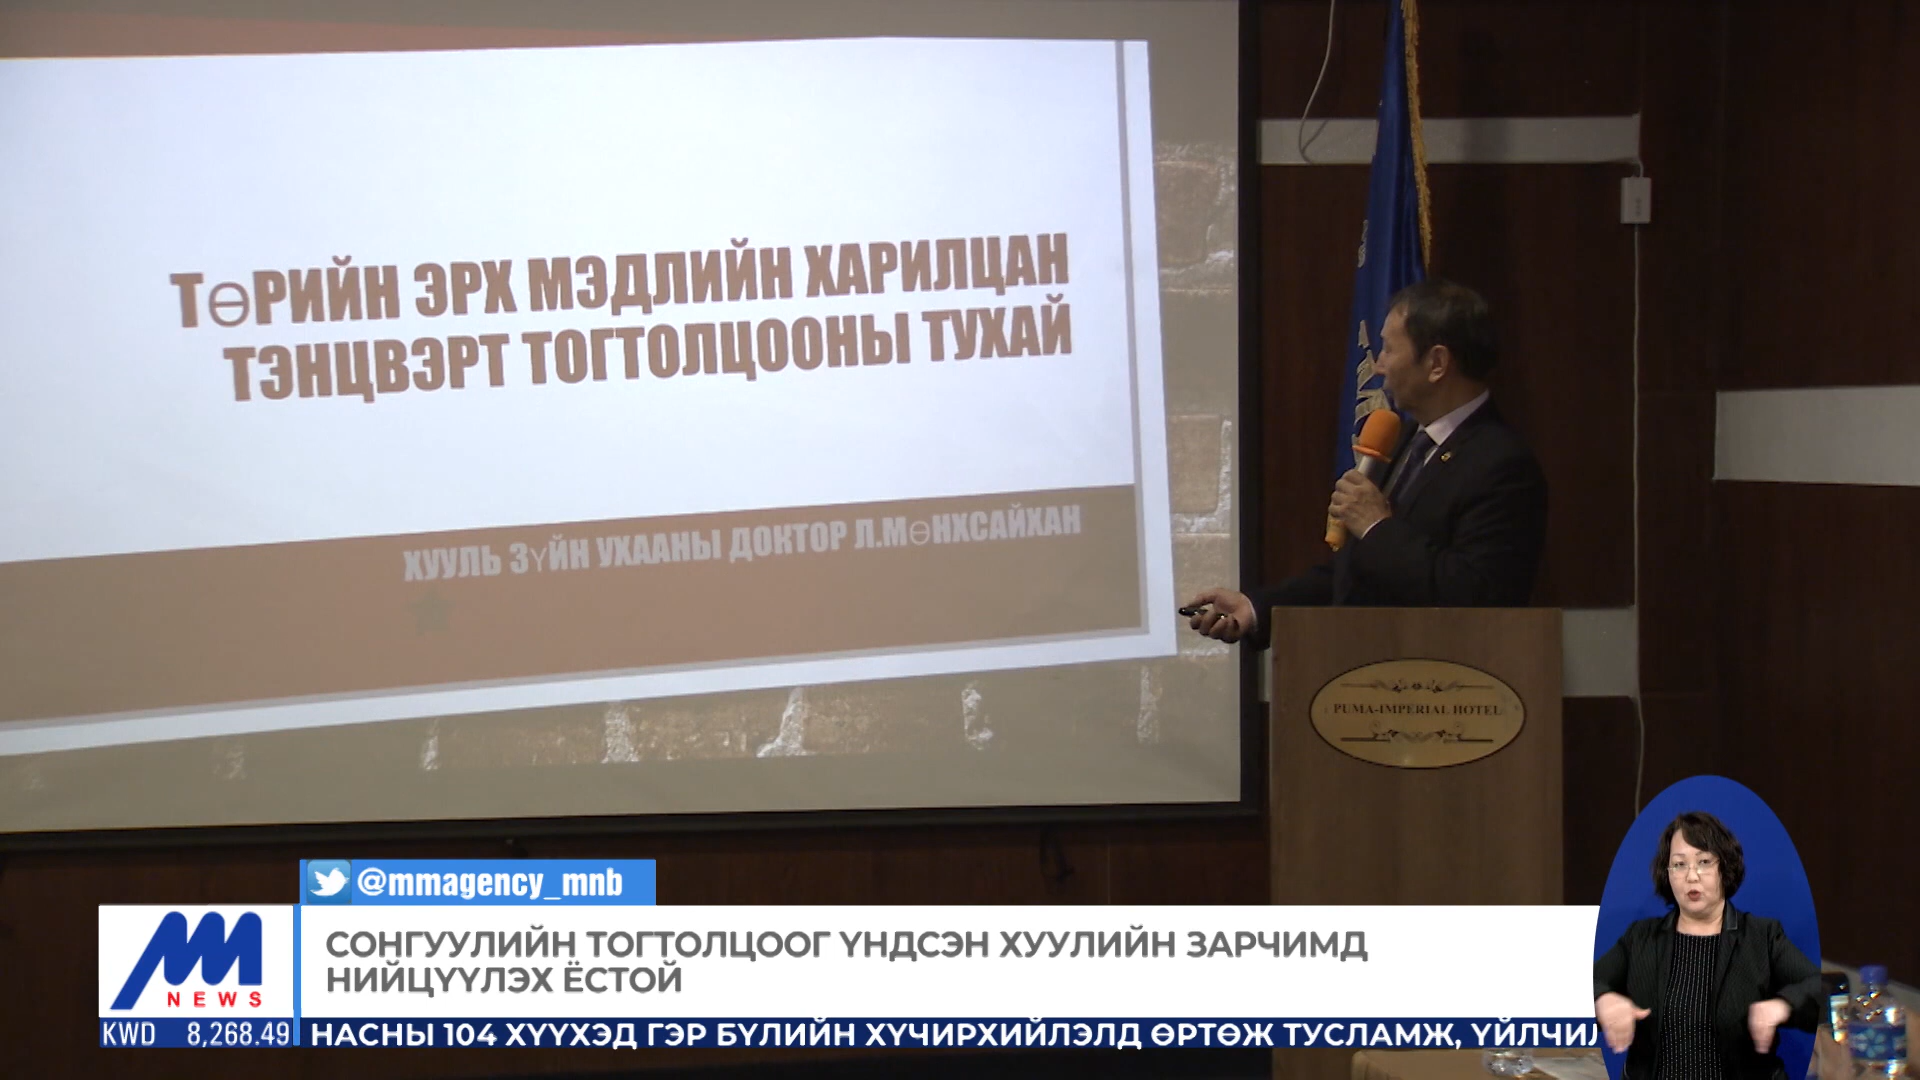 ТӨРИЙН ЭРХ МЭДЛИЙН ХАРИЛЦАН
ТЭНЦВЭРТ ТОГТОЛЦООНЫ ТУХАЙ
ХУУЛЬ ЗҮЙН УХААНЫ ДОКТОР Л.МӨНХСАЙХАН
PUMA-IMPERIAL HOTEL
@mmagency_mnb
СОНГУУЛИЙН ТОГТОЛЦООГ ҮНДСЭН ХУУЛИЙН ЗАРЧИМД
НИЙЦҮҮЛЭХ ЁСТОЙ
MM
NEWS
KWD 8,268.49
НАСНЫ 104 ХҮҮХЭД ГЭР БҮЛИЙН ХҮЧИРХИЙЛЭЛД ӨРТӨЖ ТУСЛАМЖ, ҮЙЛЧИЛ